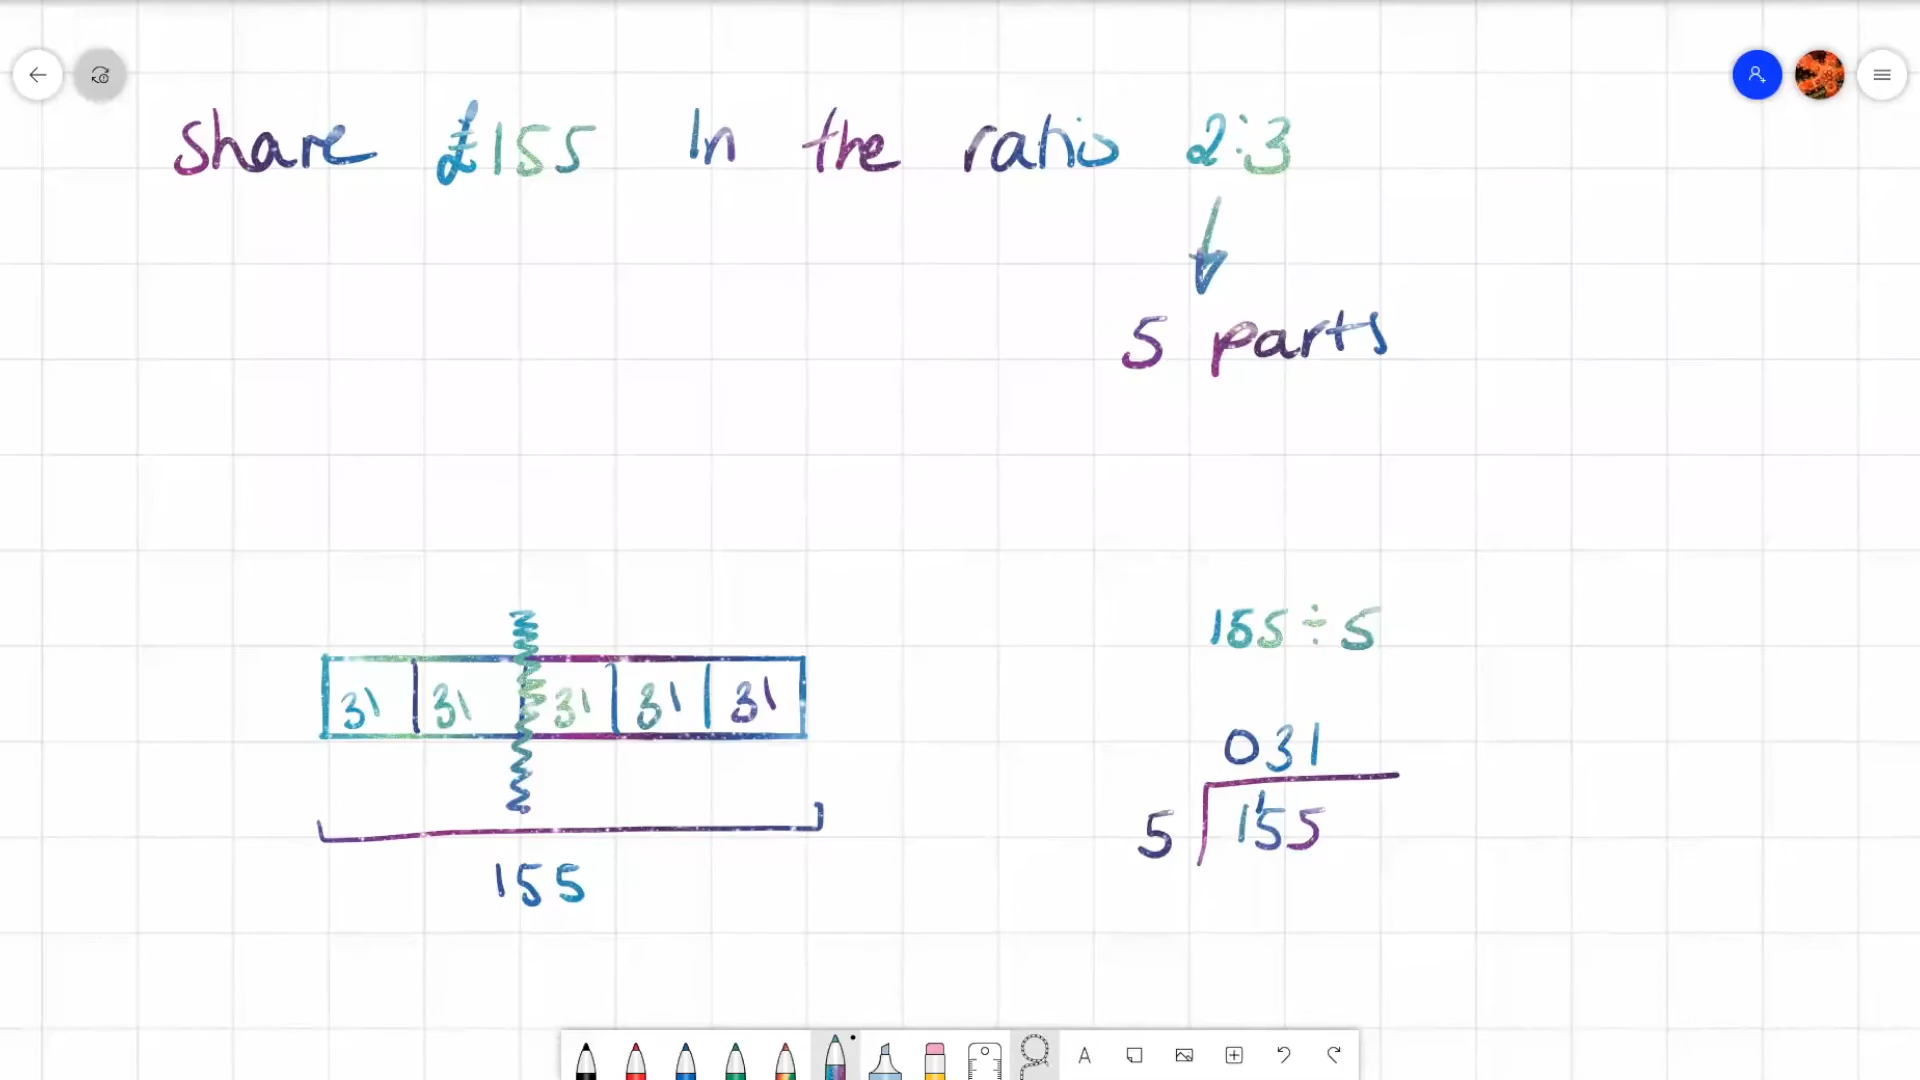 share £155 In the ratio 2:3
5 parts
155 ÷ 5
31 31 31 31 31
031
5 155
155
A